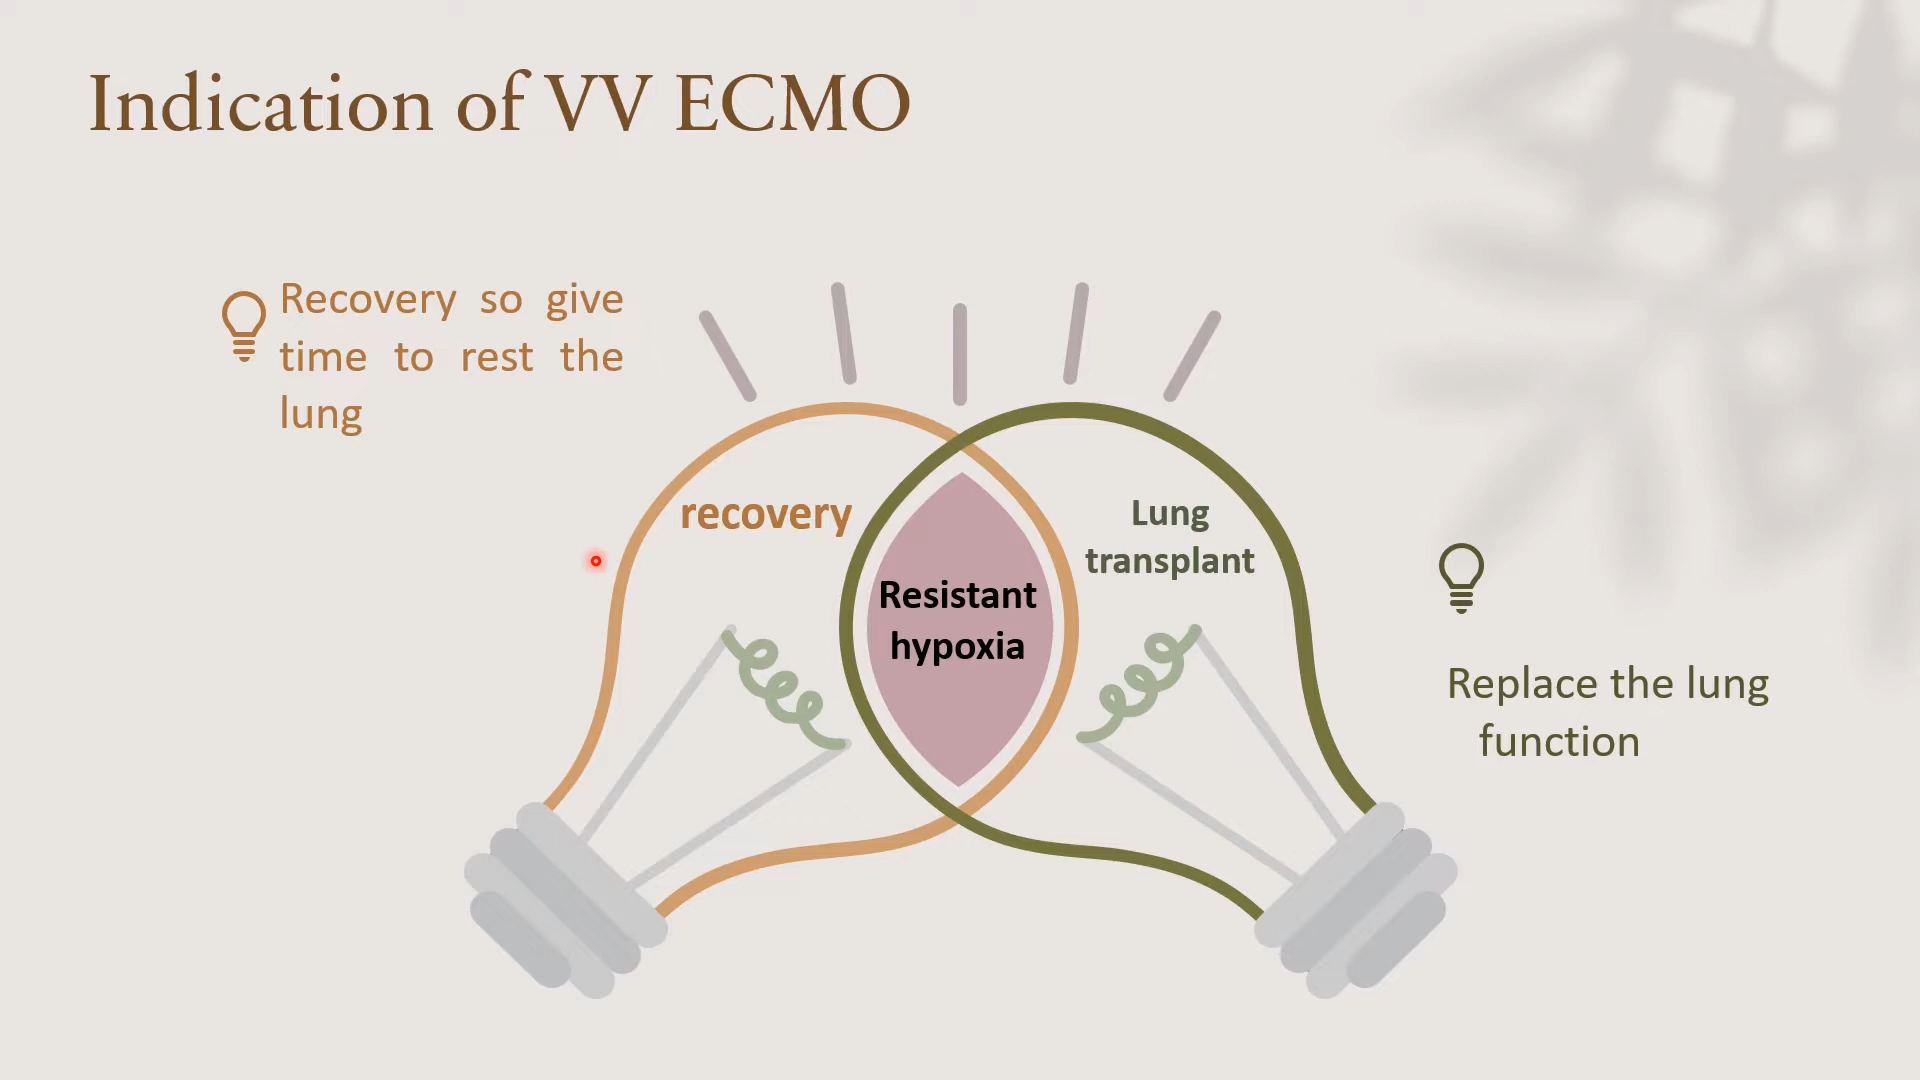 Indication of VV ECMO
Recovery so give
time to rest the
lung
recovery
Lung
transplant
Resistant
hypoxia
Replace the lung
function